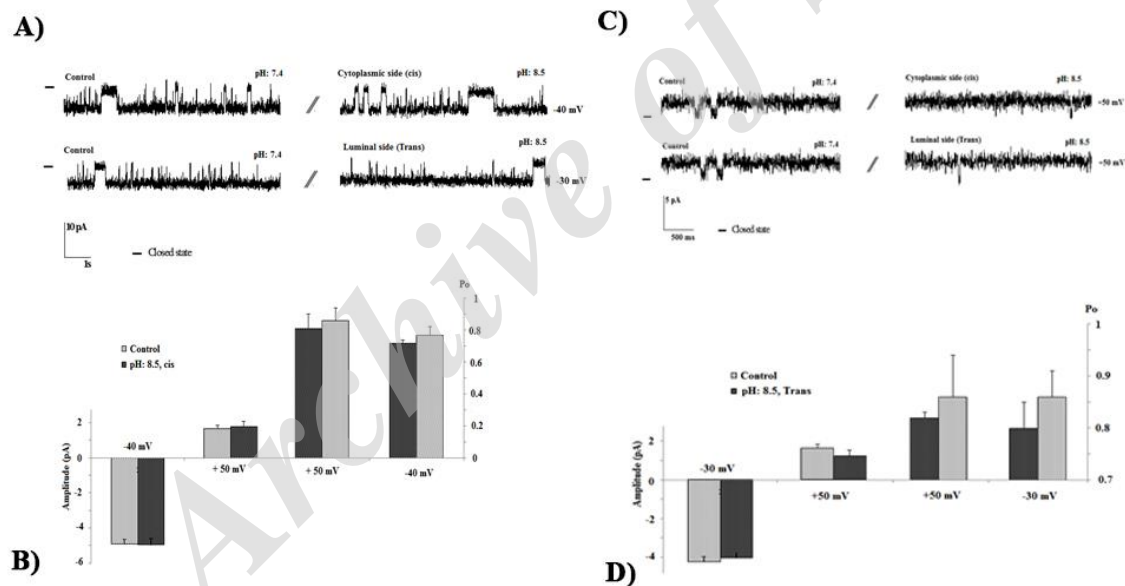 A)
Control
pH: 7.4
Cytoplasmic side (cis)
pH: 8.5
-40 mV
Control
pH: 7.4
Luminal side (Trans)
pH: 8.5
-30 mV
10 pA
1s
Closed state
C)
Control
pH: 7.4
Cytoplasmic side (cis)
pH: 8.5
+50 mV
Control
pH: 7.4
Luminal side (Trans)
pH: 8.5
+50 mV
5 pA
500 ms
Closed state
Po
1
0.8
0.6
0.4
0.2
0
Control
pH: 8.5, cis
Amplitude (pA)
2
0
-2
-4
-6
-40 mV
+ 50 mV
+ 50 mV
-40 mV
B)
Po
1
0.9
0.8
0.7
Control
pH: 8.5, Trans
Amplitude (pA)
2
0
-2
-4
-30 mV
+50 mV
+50 mV
-30 mV
D)
Archive of